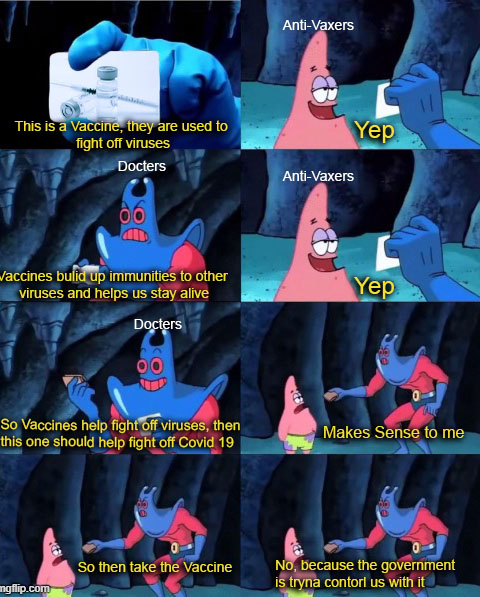 Anti-Vaxers
This is a Vaccine, they are used to
fight off viruses
Yep
Docters
Anti-Vaxers
Vaccines bulid up immunities to other
viruses and helps us stay alive
Yep
Docters
So Vaccines help fight off viruses, then
this one should help fight off Covid 19
Makes Sense to me
So then take the Vaccine
No, because the government
is tryna contorl us with it
mgflip.com